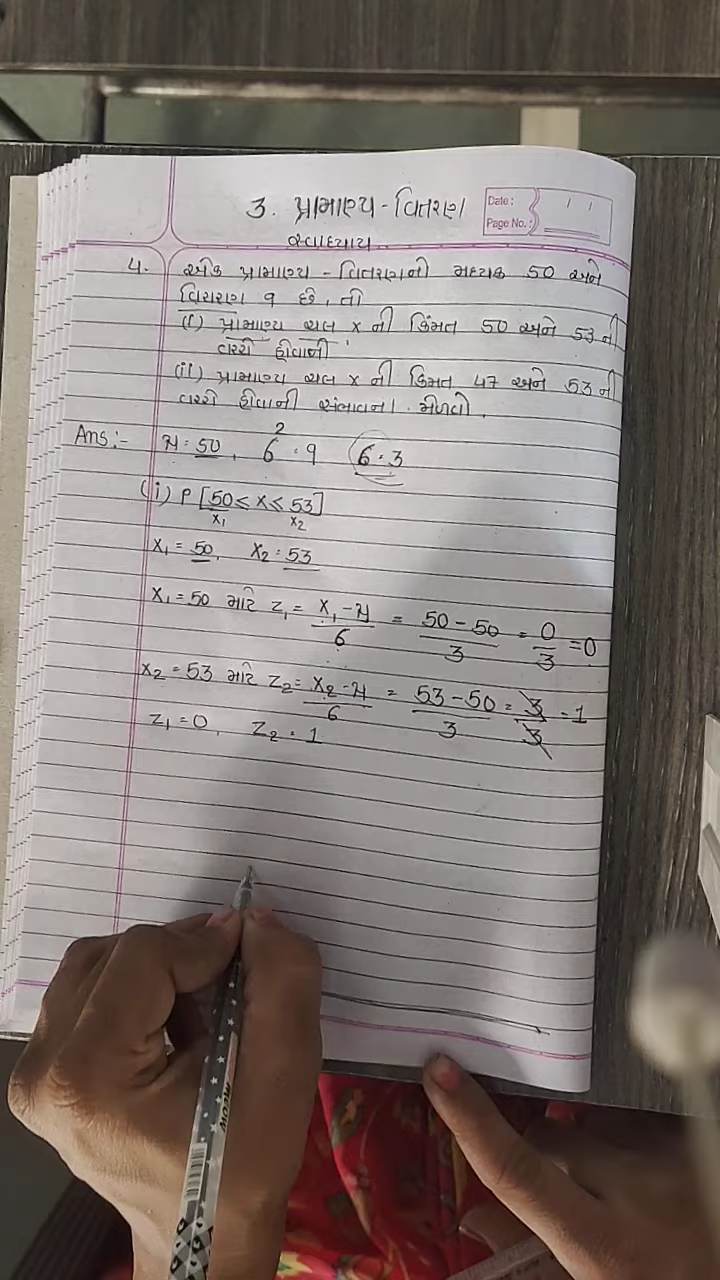 3. પ્રામાણ્ય-વિતરણ
Date: / /
Page No.:
સ્વાધ્યાય
4. એક પ્રામાણ્ય-વિતરણનો મધ્યક 50 અને
વિચરણ 9 છે, તો
(i) પ્રામાણ્ય ચલ x ની કિંમત 50 અને 53 ની
વચ્ચે હોવાની
(ii) પ્રામાણ્ય ચલ x ની કિંમત 47 અને 53 ની
વચ્ચે હોવાની સંભાવના મેળવો.
Ans:- μ = 50, σ² = 9 σ = 3
(i) P [50 ≤ x ≤ 53]
x₁ x₂
x₁ = 50, x₂ = 53
x₁ = 50 માટે z₁ = (x₁ - μ)/σ = (50 - 50)/3 = 0/3 = 0
x₂ = 53 માટે z₂ = (x₂ - μ)/σ = (53 - 50)/3 = 3/3 = 1
z₁ = 0, z₂ = 1
MEOW